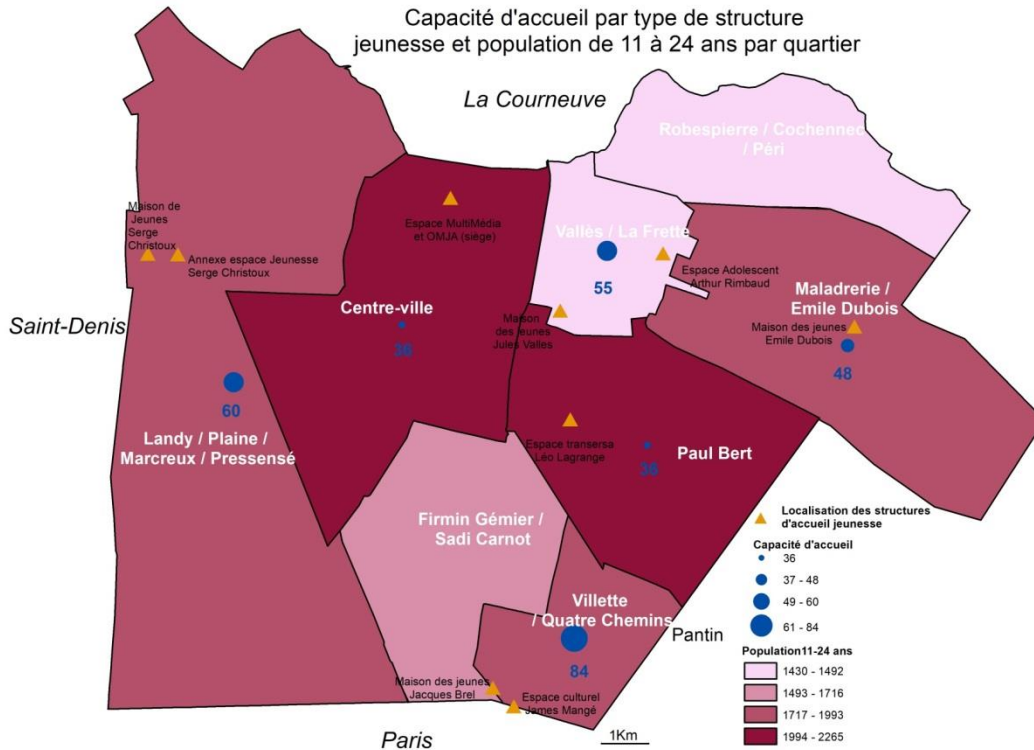 Capacité d'accueil par type de structure
jeunesse et population de 11 à 24 ans par quartier
La Courneuve
Robespierre / Cochennec
/ Péri
Maison de
Jeunes
Serge
Christoux
Annexe espace Jeunesse
Serge Christoux
Espace MultiMédia
et OMJA (siège)
Vallès / La Frette
55
Espace Adolescent
Arthur Rimbaud
Maladrerie /
Emile Dubois
Maison des jeunes
Emile Dubois
48
Saint-Denis
Centre-ville
36
Maison
des jeunes
Jules Valles
60
Landy / Plaine /
Marcreux / Pressensé
Espace transersa
Léo Lagrange
36
Paul Bert
Firmin Gémier /
Sadi Carnot
Villette
/ Quatre Chemins
84
Pantin
Maison des jeunes
Jacques Brel
Espace culturel
James Mangé
Paris
1Km
Localisation des structures
d'accueil jeunesse
Capacité d'accueil
36
37 - 48
49 - 60
61 - 84
Population11-24 ans
1430 - 1492
1493 - 1716
1717 - 1993
1994 - 2265